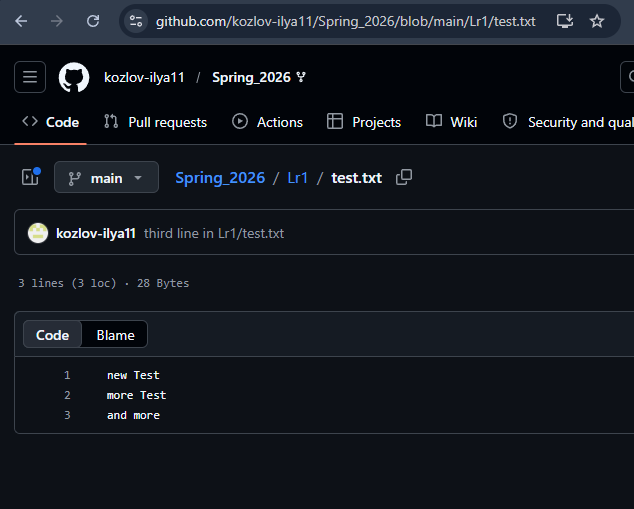 github.com/kozlov-ilya11/Spring_2026/blob/main/Lr1/test.txt
kozlov-ilya11 / Spring_2026
Code Pull requests Actions Projects Wiki Security and qual
main Spring_2026 / Lr1 / test.txt
kozlov-ilya11 third line in Lr1/test.txt
3 lines (3 loc) · 28 Bytes
Code Blame
1 new Test
2 more Test
3 and more